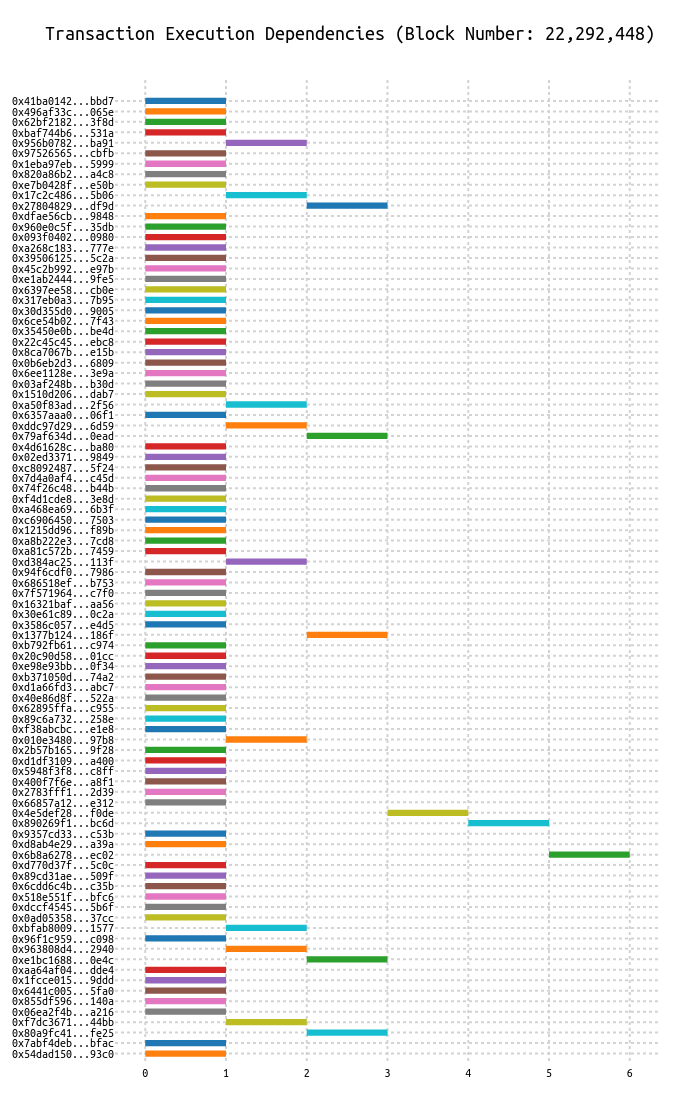 Transaction Execution Dependencies (Block Number: 22,292,448)
0x41ba0142...bbd7
0x496af33c...065e
0x62bf2182...3f8d
0xbaf744b6...531a
0x956b0782...ba91
0x97526565...cbfb
0x1eba97eb...5999
0x820a86b2...a4c8
0xe7b0428f...e50b
0x17c2c486...5b06
0x27804829...df9d
0xdfae56cb...9848
0x960e0c5f...35db
0x093f0402...0980
0xa268c183...777e
0x39506125...5c2a
0x45c2b992...e97b
0xe1ab2444...9fe5
0x6397ee58...cb0e
0x317eb0a3...7b95
0x30d355d0...9005
0x6ce54b02...7f43
0x35450e0b...be4d
0x22c45c45...ebc8
0x8ca7067b...e15b
0x0b6eb2d3...6809
0x6ee1128e...3e9a
0x03af248b...b30d
0x1510d206...dab7
0xa50f83ad...2f56
0x6357aaa0...06f1
0xddc97d29...6d59
0x79af634d...0ead
0x4d61628c...ba80
0x02ed3371...9849
0xc8092487...5f24
0x7d4a0af4...c45d
0x74f26c48...b44b
0xf4d1cde8...3e8d
0xa468ea69...6b3f
0xc6906450...7503
0x1215dd96...f89b
0xa8b222e3...7cd8
0xa81c572b...7459
0xd384ac25...113f
0x94f6cdf0...7986
0x686518ef...b753
0x7f571964...c7f0
0x16321baf...aa56
0x30e61c89...0c2a
0x3586c057...e4d5
0x1377b124...186f
0xb792fb61...c974
0x20c90d58...01cc
0xe98e93bb...0f34
0xb371050d...74a2
0xd1a66fd3...abc7
0x40e86d8f...522a
0x62895ffa...c955
0x89c6a732...258e
0xf38abcbc...e1e8
0x010e3480...97b8
0x2b57b165...9f28
0xd1df3109...a400
0x5948f3f8...c8ff
0x400f7f6e...a8f1
0x2783fff1...2d39
0x66857a12...e312
0x4e5def28...f0de
0x890269f1...bc6d
0x9357cd33...c53b
0xd8ab4e29...a39a
0x6b8a6278...ec02
0xd770d37f...5c0c
0x89cd31ae...509f
0x6cdd6c4b...c35b
0x518e551f...bfc6
0xdccf4545...5b6f
0x0ad05358...37cc
0xbfab8009...1577
0x96f1c959...c098
0x963808d4...2940
0xe1bc1688...0e4c
0xaa64af04...dde4
0x1fcce015...9ddd
0x6441c005...5fa0
0x855df596...140a
0x06ea2f4b...a216
0xf7dc3671...44bb
0x80a9fc41...fe25
0x7abf4deb...bfac
0x54dad150...93c0
0 1 2 3 4 5 6